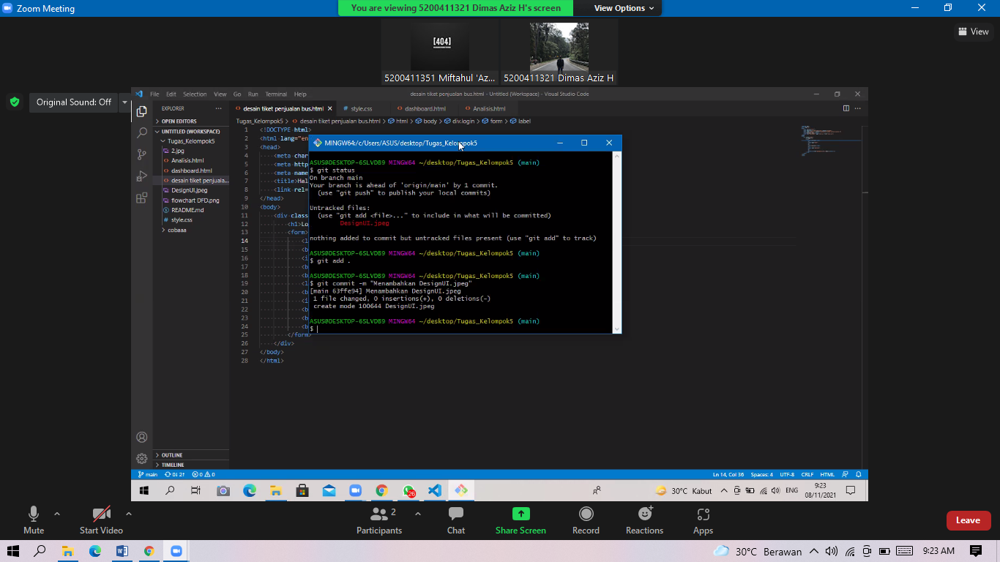 Zoom Meeting
You are viewing 5200411321 Dimas Aziz H's screen
View Options
View
[404]
5200411351 Miftahul 'Az...
5200411321 Dimas Aziz H
Original Sound: Off
File Edit Selection View Go Run Terminal Help
desain tiket penjualan bus.html - Untitled (Workspace) - Visual Studio Code
EXPLORER
desain tiket penjualan bus.html
style.css
dashboard.html
Analisis.html
OPEN EDITORS
Tugas_Kelompok5 > desain tiket penjualan bus.html > html > body > div.login > form > label
UNTITLED (WORKSPACE)
Tugas_Kelompok5
2.jpg
Analisis.html
dashboard.html
desain tiket penjuala...
DesignUI.jpeg
flowchart DFD.png
README.md
style.css
cobaaa
1 <!DOCTYPE html>
2 <html lang="en
3 <head>
4 <meta char
5 <meta http
6 <meta name
7 <title>Hal
8 <link rel=
9 </head>
10 <body>
11 <div class
12 <h1>Lo
13 <form>
14 <l
15 <b
16 <i
17 <b
18 <b
19 <l
20 <b
21 <i
22 <b
23 <b
24 <b
25 </form>
26 </div>
27 </body>
28 </html>
MINGW64:/c/Users/ASUS/desktop/Tugas_Kelompok5
ASUS@DESKTOP-6SLVDB9 MINGW64 ~/desktop/Tugas_Kelompok5 (main)
$ git status
On branch main
Your branch is ahead of 'origin/main' by 1 commit.
(use "git push" to publish your local commits)
Untracked files:
(use "git add <file>..." to include in what will be committed)
DesignUI.jpeg
nothing added to commit but untracked files present (use "git add" to track)
ASUS@DESKTOP-6SLVDB9 MINGW64 ~/desktop/Tugas_Kelompok5 (main)
$ git add .
ASUS@DESKTOP-6SLVDB9 MINGW64 ~/desktop/Tugas_Kelompok5 (main)
$ git commit -m "Menambahkan DesignUI.jpeg"
[main 63ffe94] Menambahkan DesignUI.jpeg
1 file changed, 0 insertions(+), 0 deletions(-)
create mode 100644 DesignUI.jpeg
ASUS@DESKTOP-6SLVDB9 MINGW64 ~/desktop/Tugas_Kelompok5 (main)
$
OUTLINE
TIMELINE
main 0↓ 2↑ 0 0
Ln 14, Col 36 Spaces: 4 UTF-8 CRLF HTML
26
30°C Kabut
ENG
9:23
08/11/2021
Mute
Start Video
Participants 2
Chat
Share Screen
Record
Reactions
Apps
Leave
30°C Berawan
9:23 AM